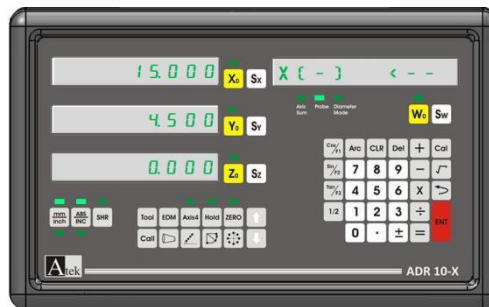 15.000 X0 SX X ( - ) < - -
Axis Sum Probe Diameter Mode
4.500 Y0 SY W0 SW
0.000 Z0 SZ
Cos/F1 Arc CLR Del + Cal
Sin/F2 7 8 9 - √
Tan/F3 4 5 6 X
1/2 1 2 3 ÷ ENT
0 . ± =
mm inch ABS INC SHR Tool EDM Axis4 Hold ZERO
Call
Atek ADR 10-X